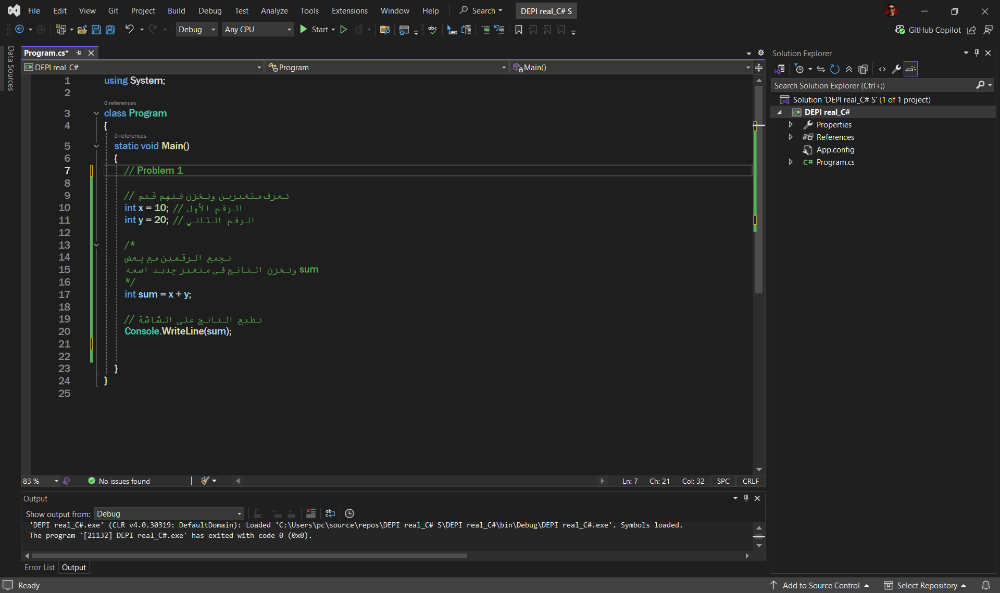 File Edit View Git Project Build Debug Test Analyze Tools Extensions Window Help Search DEPI real_C# S
Debug Any CPU Start GitHub Copilot
Data Sources
Program.cs*
DEPI real_C# Program Main()
1 using System;
2
0 references
3 class Program
4 {
0 references
5 static void Main()
6 {
7 // Problem 1
8
9 // نعرف متغيرين ونخزن فيهم قيم
10 int x = 10; // الرقم الأول
11 int y = 20; // الرقم الثاني
12
13 /*
14 نجمع الرقمين مع بعض
15 ونخزن الناتج في متغير جديد اسمه sum
16 */
17 int sum = x + y;
18
19 // نطبع الناتج على الشاشة
20 Console.WriteLine(sum);
21
22
23 }
24 }
25
83 % No issues found Ln: 7 Ch: 21 Col: 32 SPC CRLF
Output
Show output from: Debug
'DEPI real_C#.exe' (CLR v4.0.30319: DefaultDomain): Loaded 'C:\Users\pc\source\repos\DEPI real_C# S\DEPI real_C#\bin\Debug\DEPI real_C#.exe'. Symbols loaded.
The program '[21132] DEPI real_C#.exe' has exited with code 0 (0x0).
Error List Output
Solution Explorer
Search Solution Explorer (Ctrl+;)
Solution 'DEPI real_C# S' (1 of 1 project)
C# DEPI real_C#
Properties
References
App.config
C# Program.cs
Ready Add to Source Control Select Repository